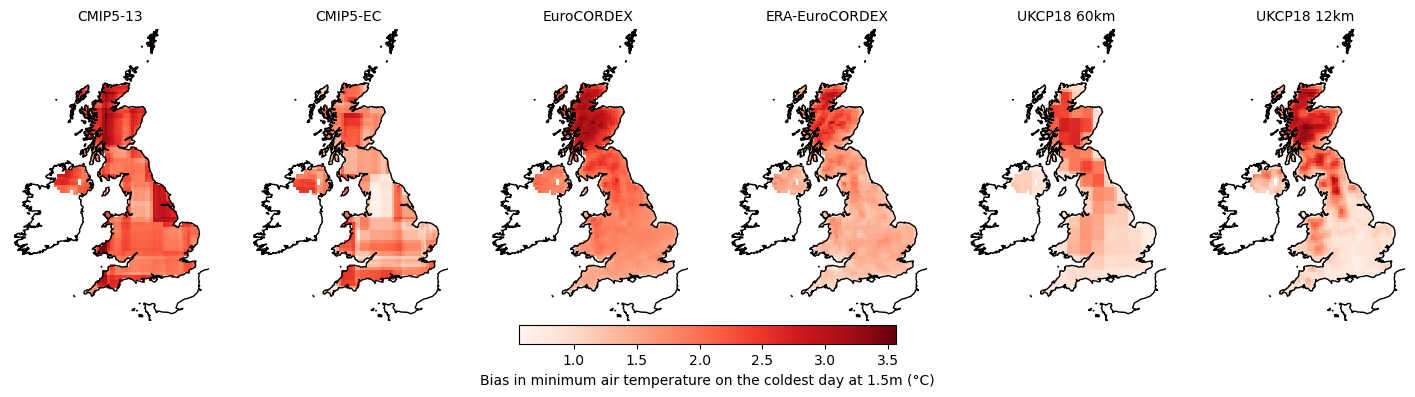 CMIP5-13
CMIP5-EC
EuroCORDEX
ERA-EuroCORDEX
UKCP18 60km
UKCP18 12km
1.0 1.5 2.0 2.5 3.0 3.5
Bias in minimum air temperature on the coldest day at 1.5m (°C)